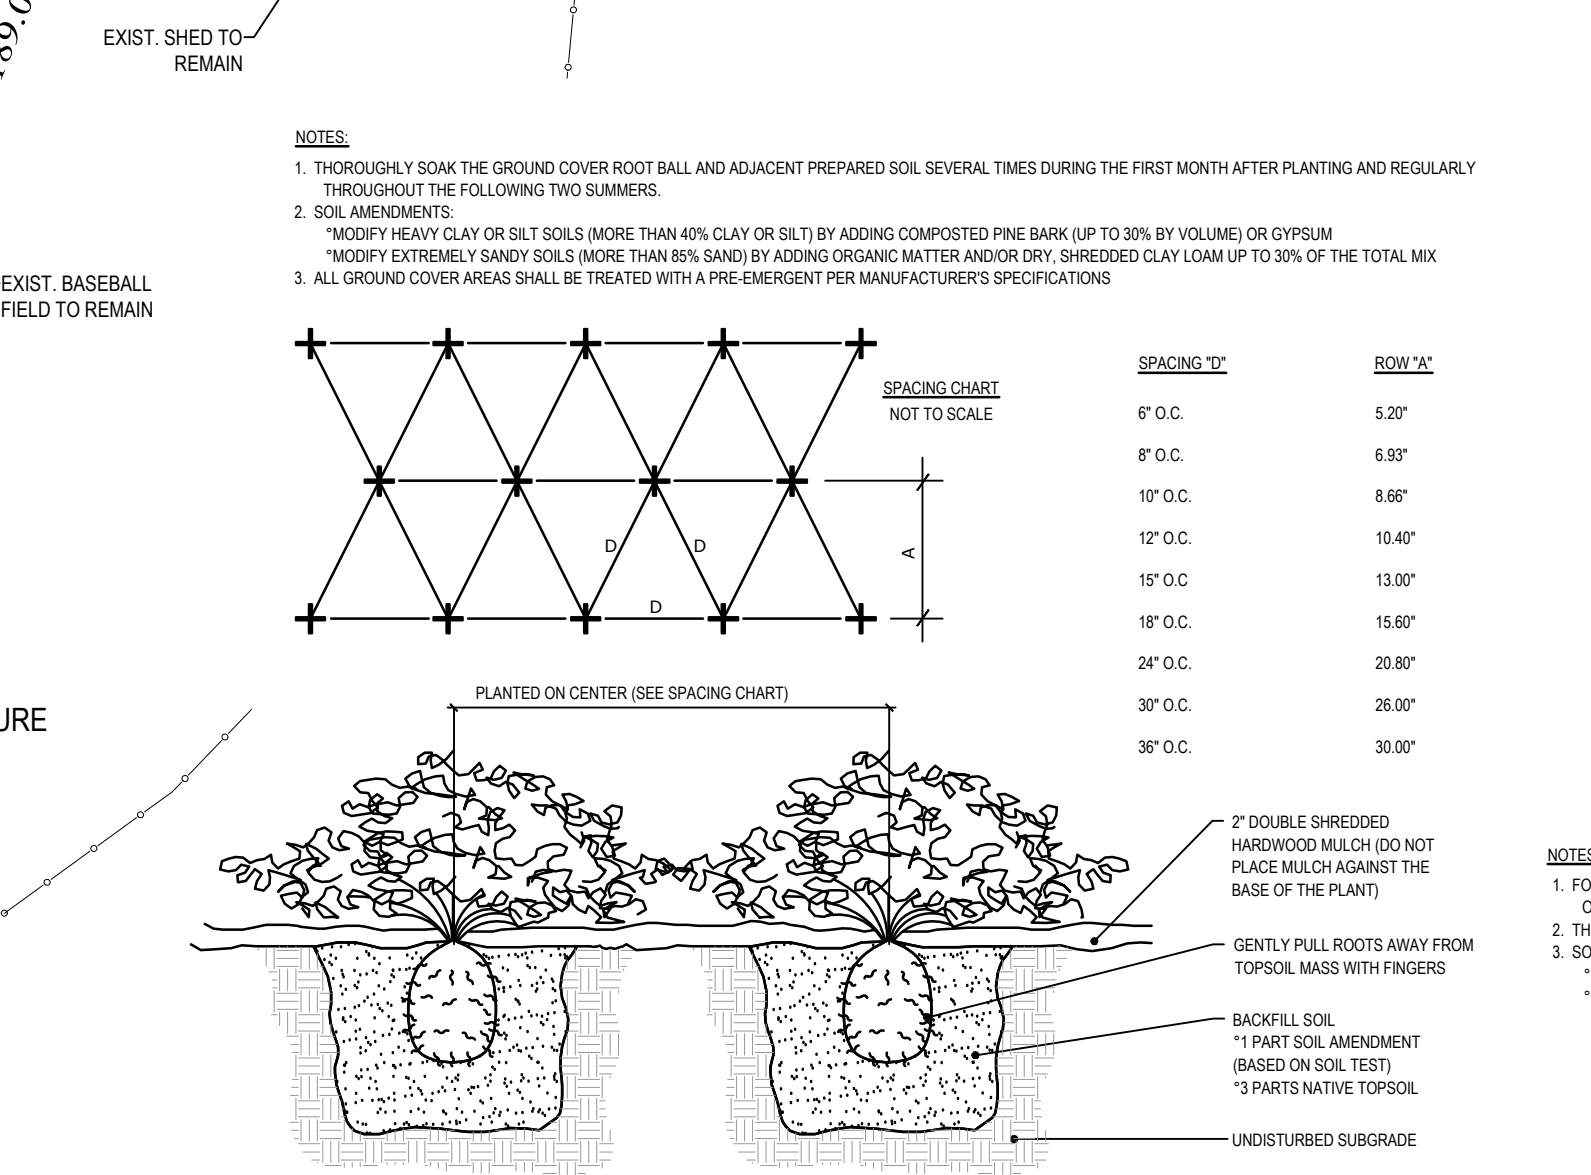 189.0
EXIST. SHED TO
REMAIN
NOTES:
1. THOROUGHLY SOAK THE GROUND COVER ROOT BALL AND ADJACENT PREPARED SOIL SEVERAL TIMES DURING THE FIRST MONTH AFTER PLANTING AND REGULARLY
THROUGHOUT THE FOLLOWING TWO SUMMERS.
2. SOIL AMENDMENTS:
°MODIFY HEAVY CLAY OR SILT SOILS (MORE THAN 40% CLAY OR SILT) BY ADDING COMPOSTED PINE BARK (UP TO 30% BY VOLUME) OR GYPSUM
°MODIFY EXTREMELY SANDY SOILS (MORE THAN 85% SAND) BY ADDING ORGANIC MATTER AND/OR DRY, SHREDDED CLAY LOAM UP TO 30% OF THE TOTAL MIX
3. ALL GROUND COVER AREAS SHALL BE TREATED WITH A PRE-EMERGENT PER MANUFACTURER'S SPECIFICATIONS
EXIST. BASEBALL
FIELD TO REMAIN
SPACING CHART
NOT TO SCALE
D D
D
A
SPACING "D" ROW "A"
6" O.C. 5.20"
8" O.C. 6.93"
10" O.C. 8.66"
12" O.C. 10.40"
15" O.C 13.00"
18" O.C. 15.60"
24" O.C. 20.80"
30" O.C. 26.00"
36" O.C. 30.00"
URE
PLANTED ON CENTER (SEE SPACING CHART)
2" DOUBLE SHREDDED
HARDWOOD MULCH (DO NOT
PLACE MULCH AGAINST THE
BASE OF THE PLANT)
GENTLY PULL ROOTS AWAY FROM
TOPSOIL MASS WITH FINGERS
BACKFILL SOIL
°1 PART SOIL AMENDMENT
(BASED ON SOIL TEST)
°3 PARTS NATIVE TOPSOIL
UNDISTURBED SUBGRADE
NOTES
1. FO
O
2. TH
3. SO
°
°